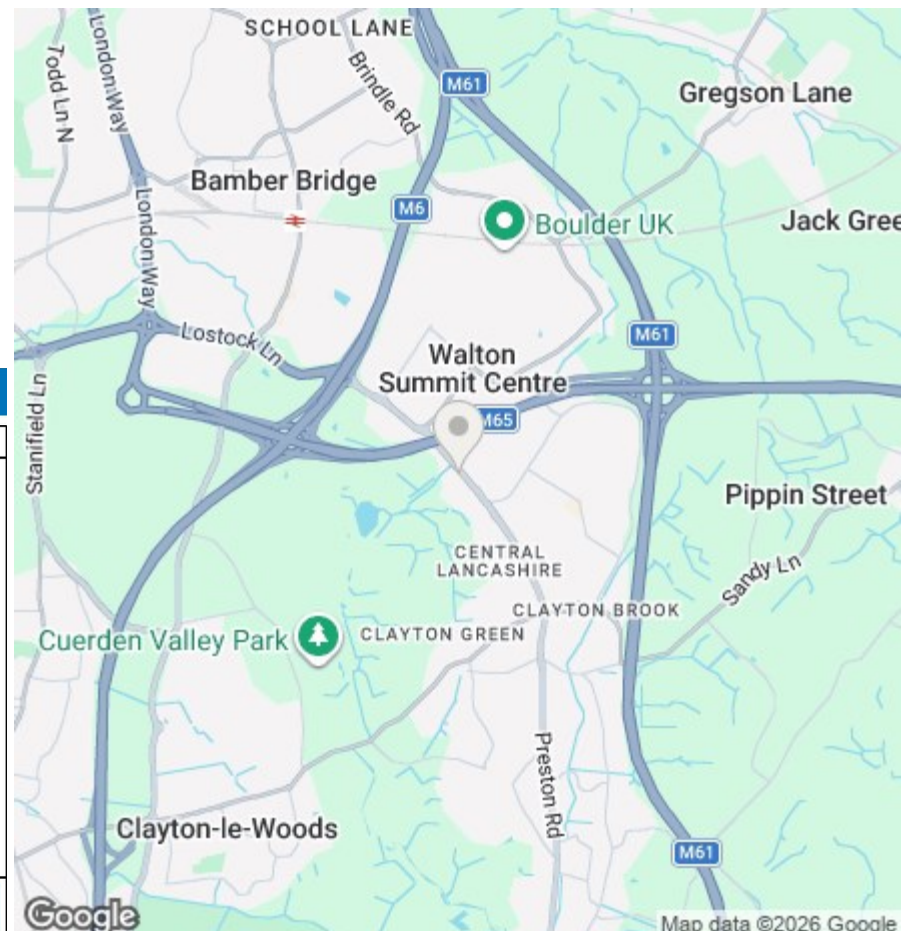 SCHOOL LANE
London Way
Todd Ln N
Brindle Rd
M61
Gregson Lane
Bamber Bridge
M6
Boulder UK
Jack Gree
London Way
Lostock Ln
M61
Walton
Summit Centre
M65
Stanifield Ln
Pippin Street
CENTRAL
LANCASHIRE
Sandy Ln
CLAYTON BROOK
Cuerden Valley Park
CLAYTON GREEN
Preston Rd
Clayton-le-Woods
M61
Google
Map data ©2026 Google